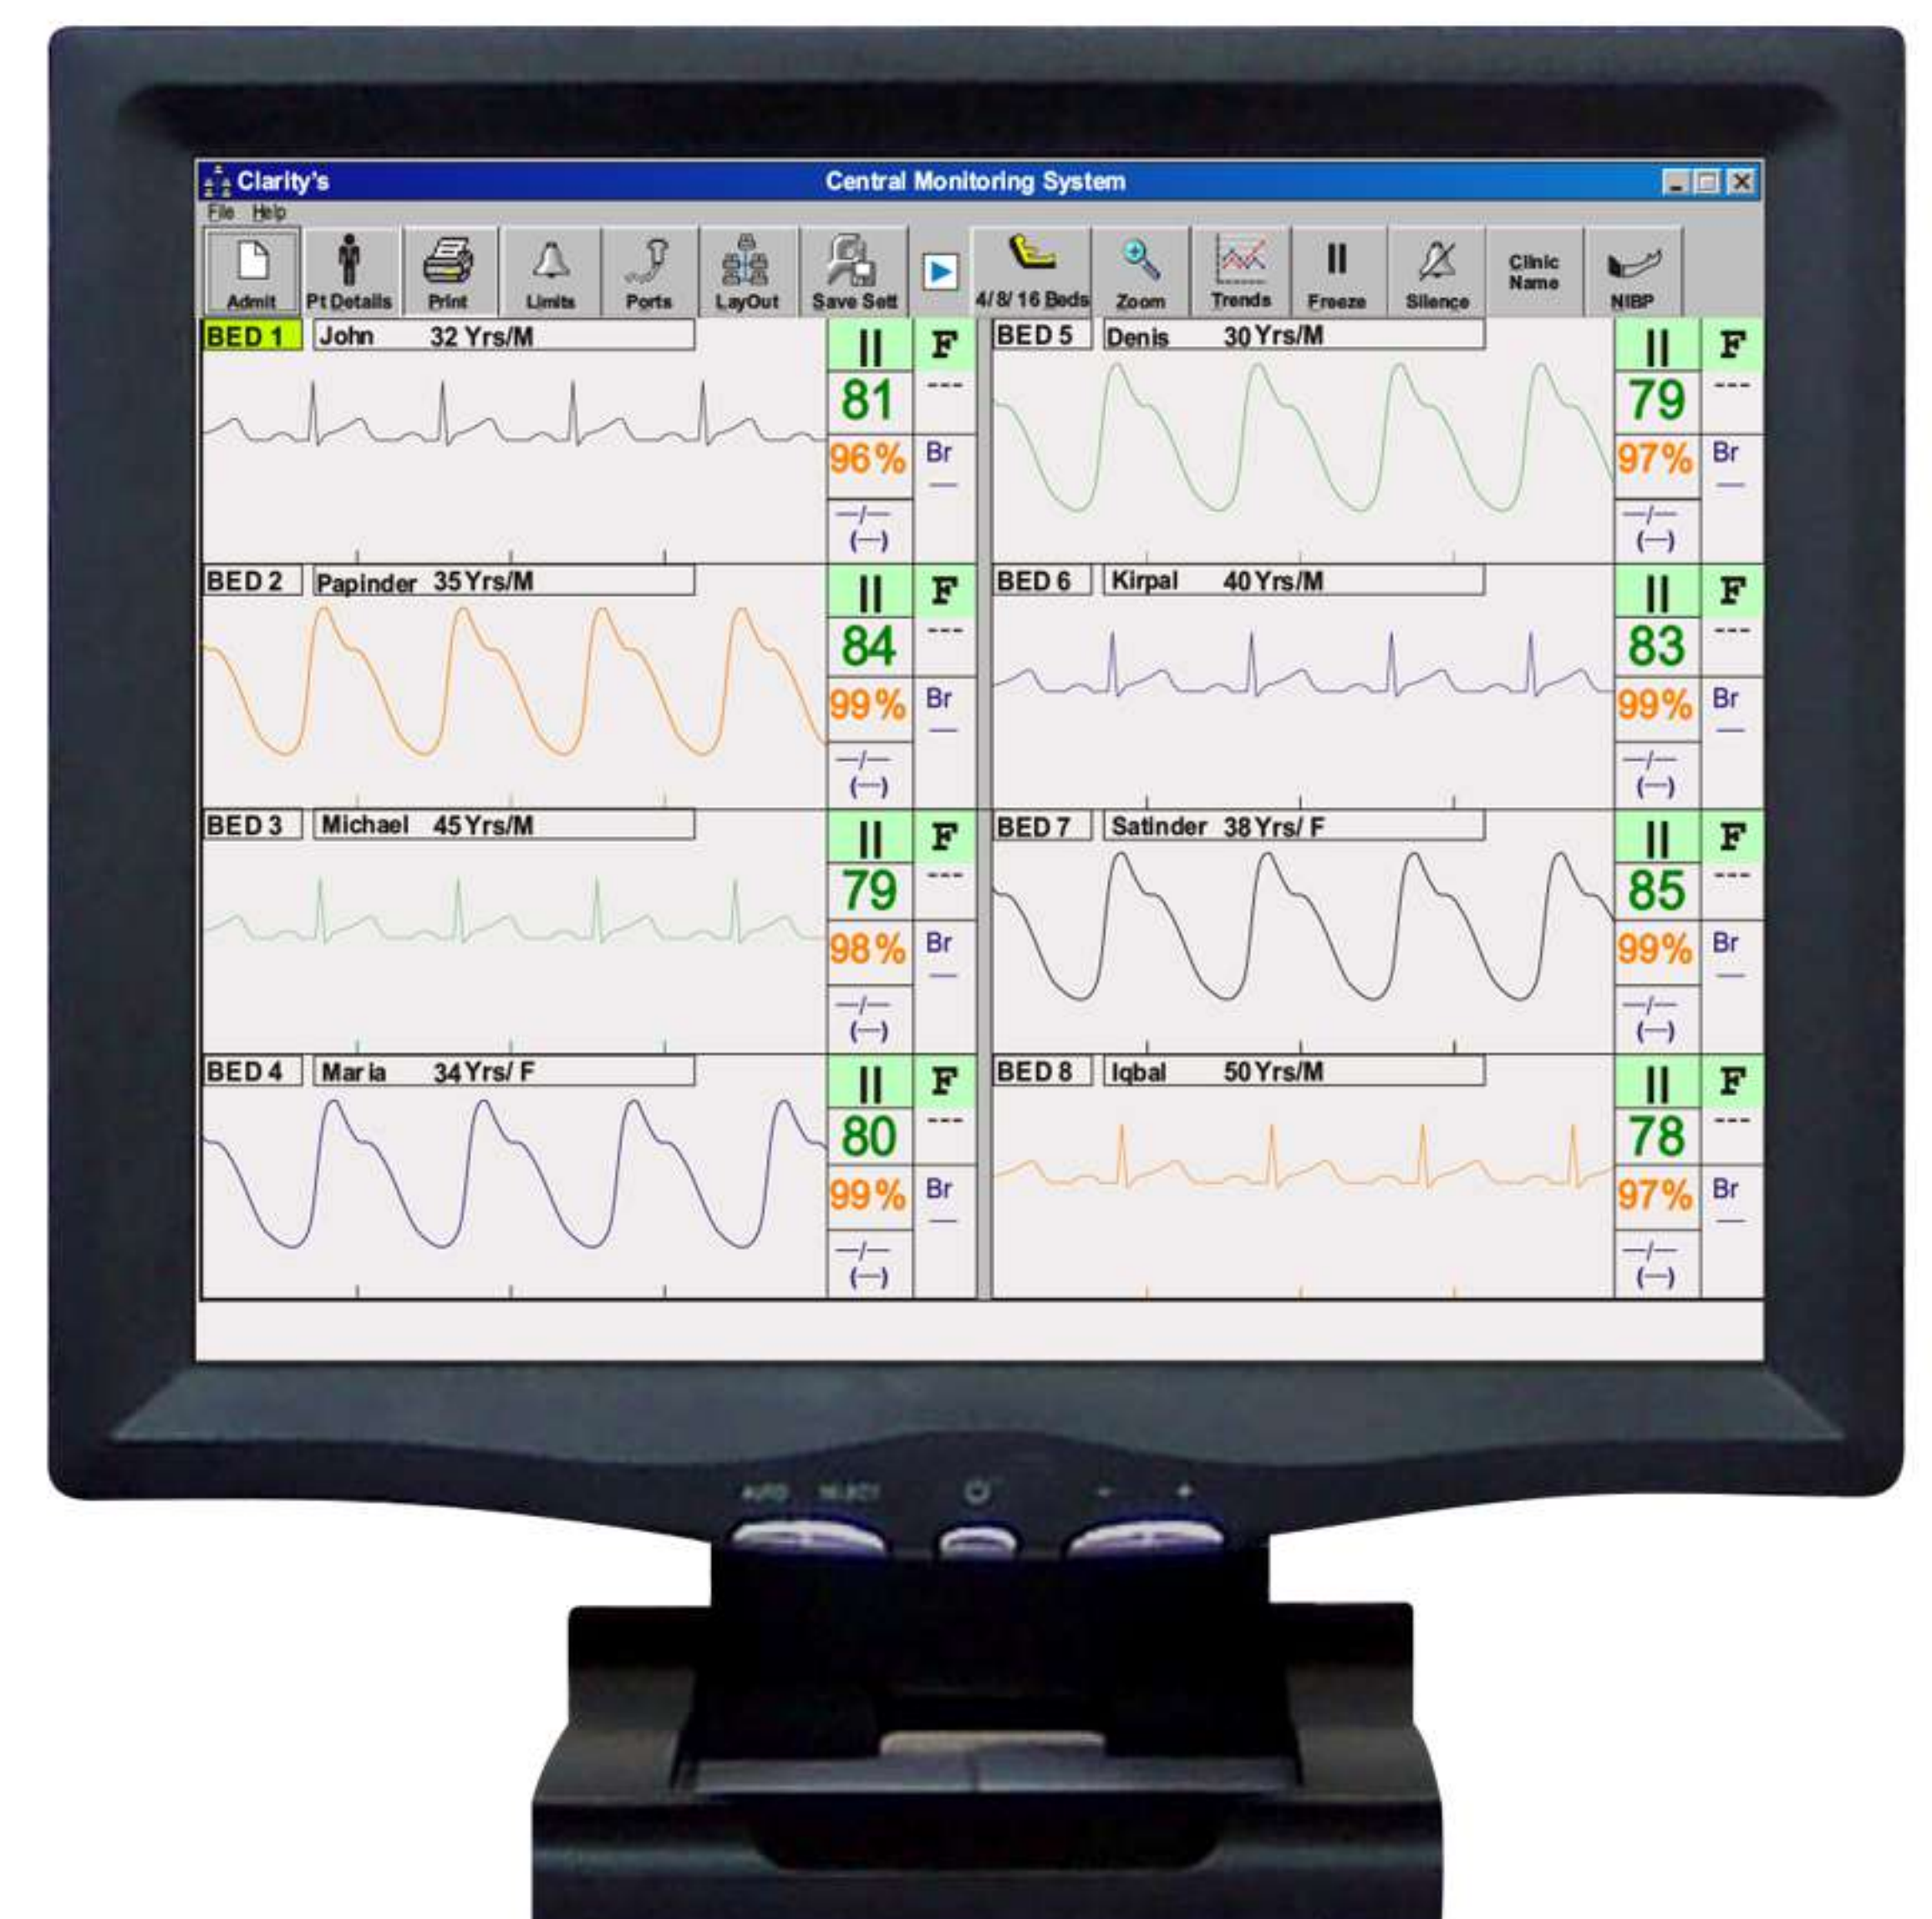 Clarity's Central Monitoring System
File Help
Admit Pt Details Print Limits Ports LayOut Save Sett 4/8/16 Beds Zoom Trends Freeze Silence Clinic Name NIBP
BED 1 John 32 Yrs/M II F
81 ---
96% Br
—/—
(—)
BED 2 Papinder 35 Yrs/M II F
84 ---
99% Br
—/—
(—)
BED 3 Michael 45 Yrs/M II F
79 ---
98% Br
—/—
(—)
BED 4 Maria 34 Yrs/ F II F
80 ---
99% Br
—/—
(—)
BED 5 Denis 30 Yrs/M II F
79 ---
97% Br
—/—
(—)
BED 6 Kirpal 40 Yrs/M II F
83 ---
99% Br
—/—
(—)
BED 7 Satinder 38 Yrs/ F II F
85 ---
99% Br
—/—
(—)
BED 8 Iqbal 50 Yrs/M II F
78 ---
97% Br
—/—
(—)
AUTO SELECT - +